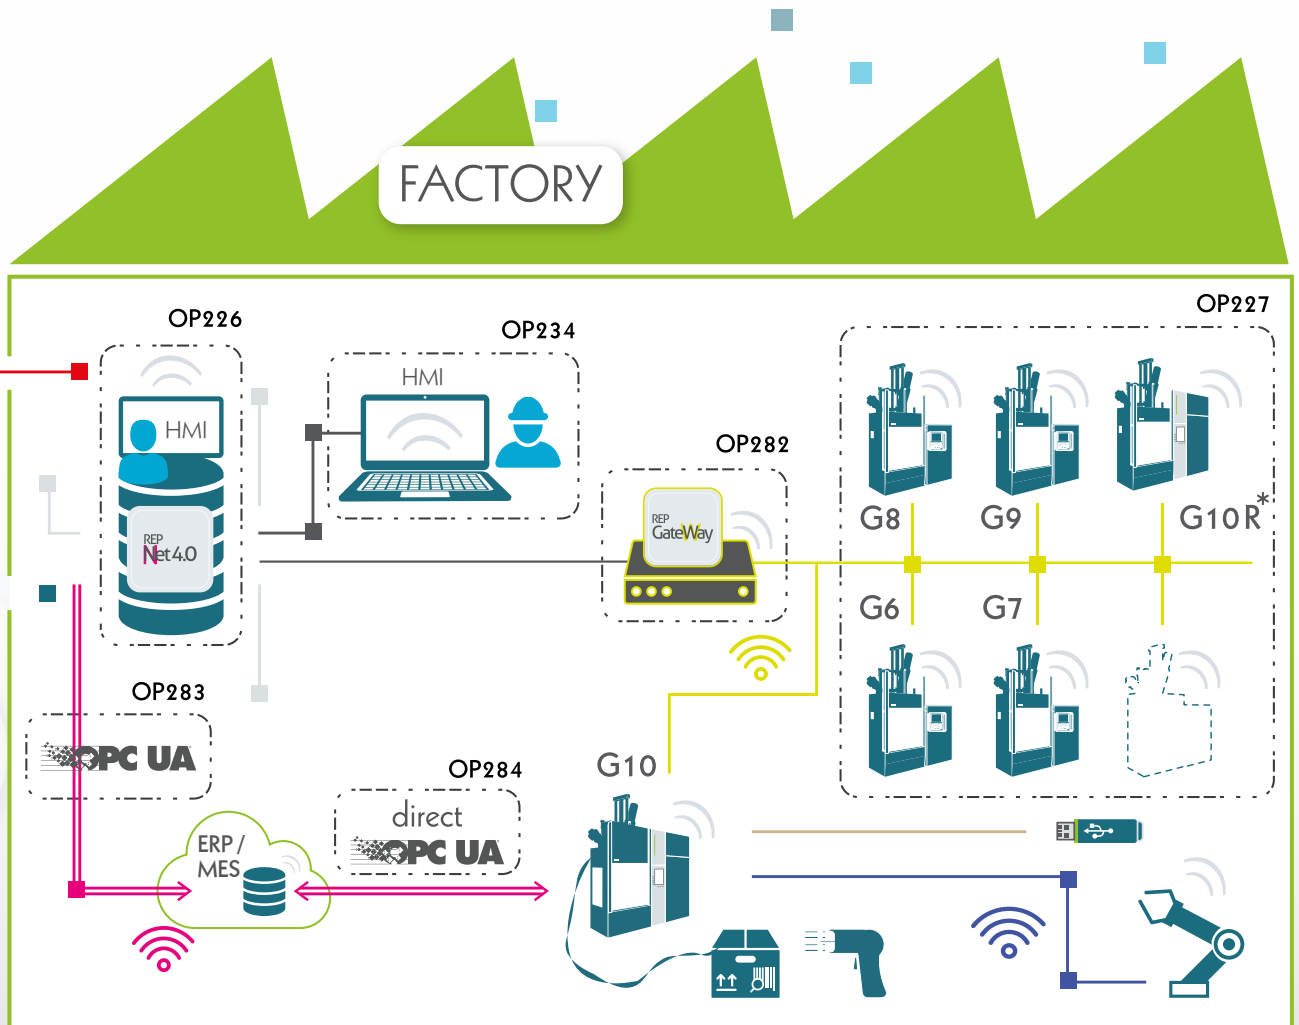 FACTORY
OP226
OP234
OP227
HMI
HMI
OP282
REP
GateWay
REP
Net4.0
G8
G9
G10 R*
G6
G7
OP283
OPC UA
OP284
direct
OPC UA
G10
ERP /
MES